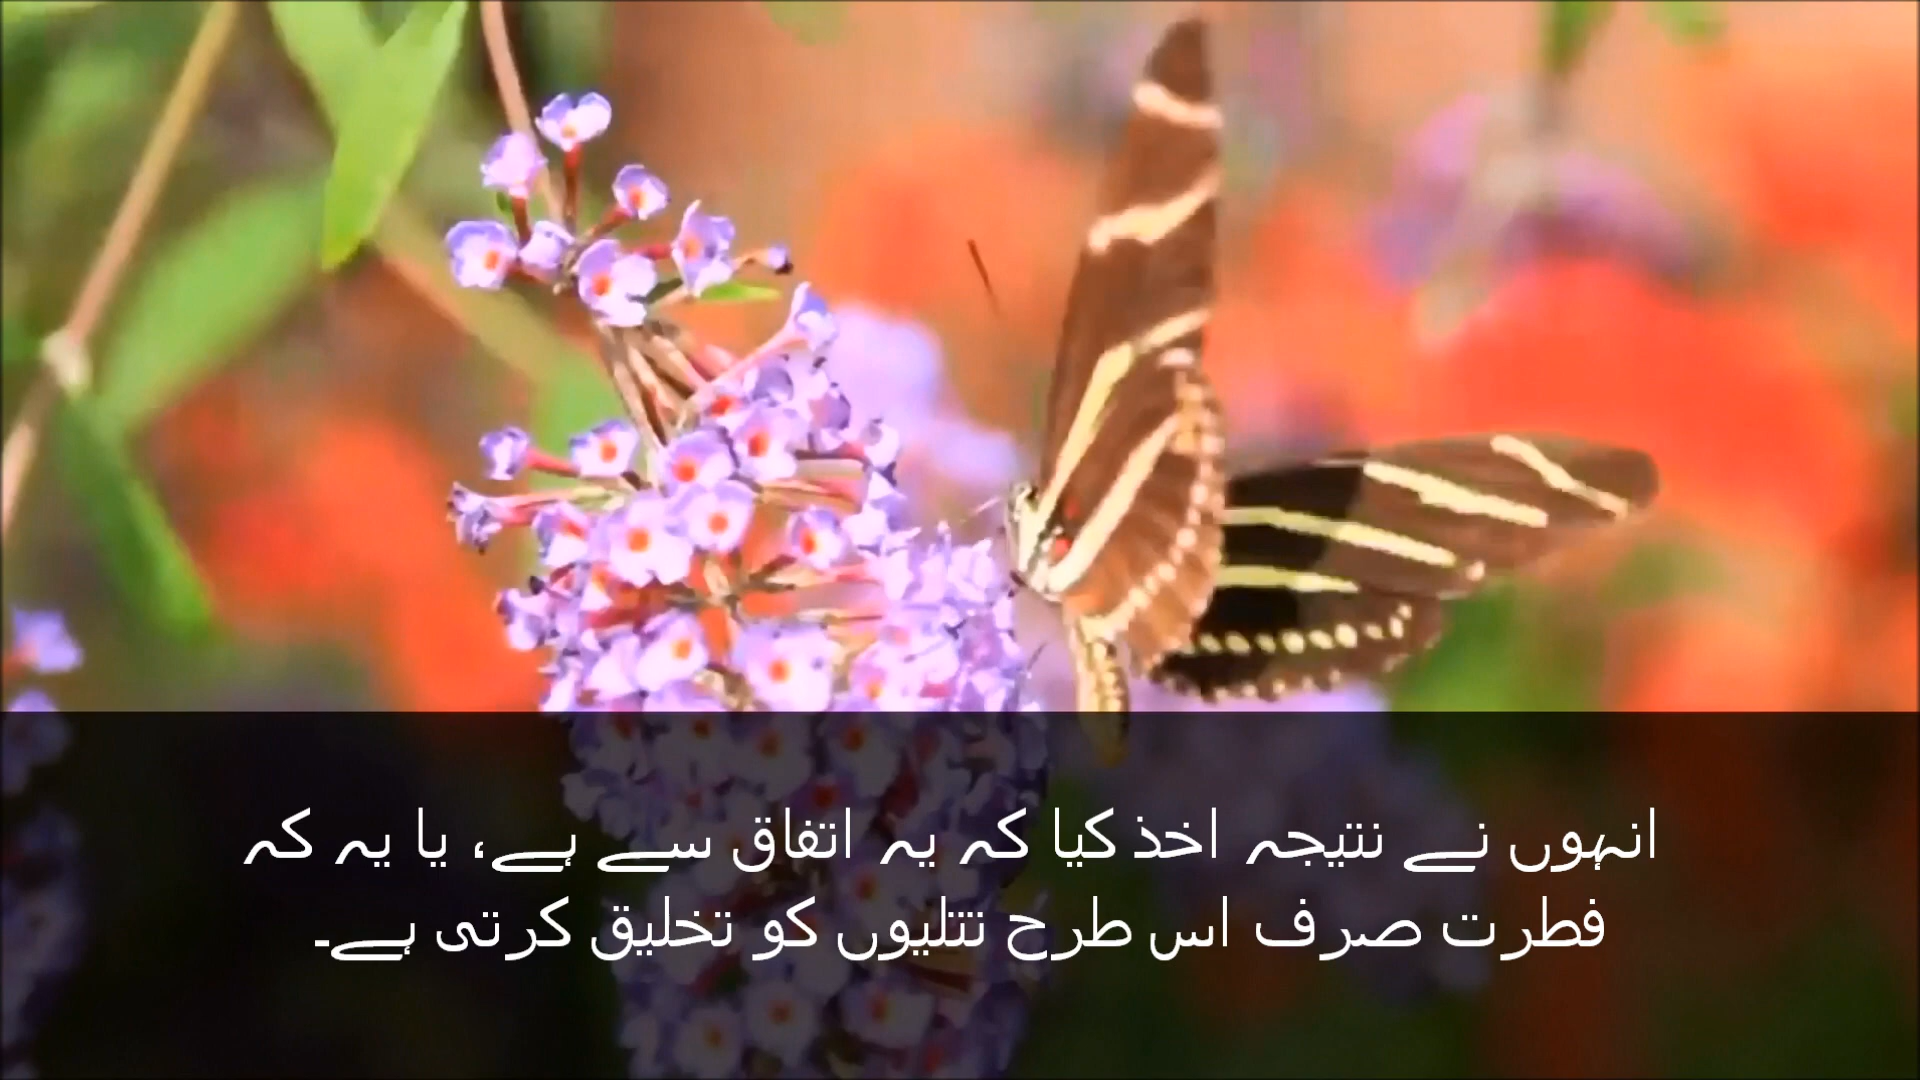 انہوں نے نتیجہ اخذ کیا کہ یہ اتفاق سے ہے، یا یہ کہ
فطرت صرف اس طرح تتلیوں کو تخلیق کرتی ہے۔